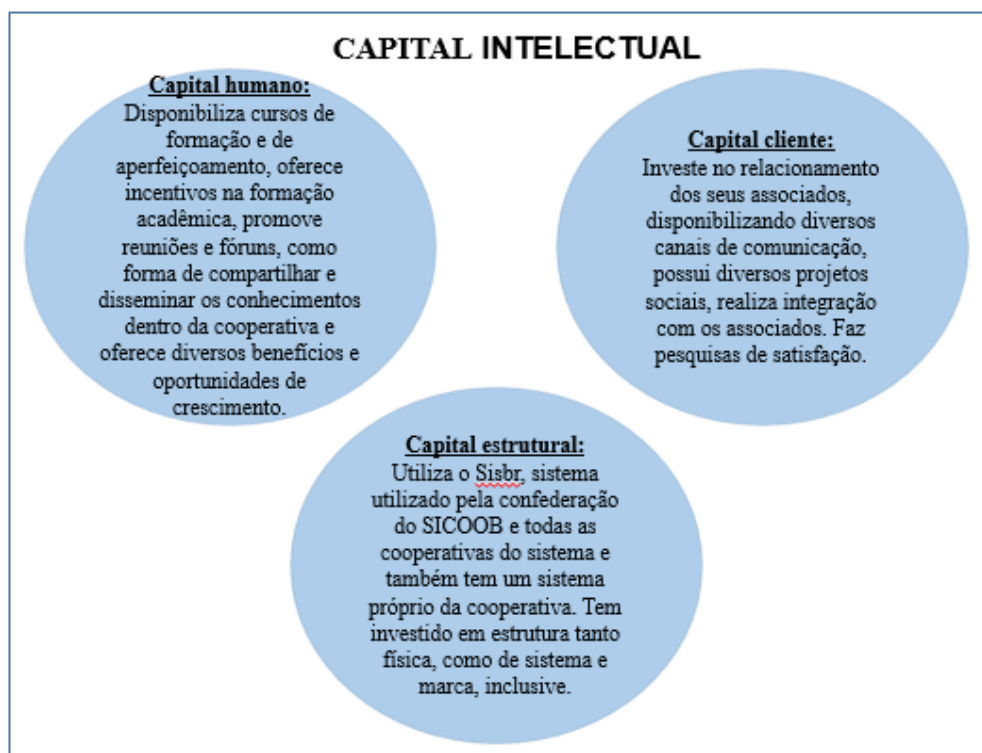 CAPITAL INTELECTUAL
Capital humano:
Disponibiliza cursos de
formação e de
aperfeiçoamento, oferece
incentivos na formação
acadêmica, promove
reuniões e fóruns, como
forma de compartilhar e
disseminar os conhecimentos
dentro da cooperativa e
oferece diversos benefícios e
oportunidades de
crescimento.
Capital cliente:
Investe no relacionamento
dos seus associados,
disponibilizando diversos
canais de comunicação,
possui diversos projetos
sociais, realiza integração
com os associados. Faz
pesquisas de satisfação.
Capital estrutural:
Utiliza o Sisbr, sistema
utilizado pela confederação
do SICOOB e todas as
cooperativas do sistema e
também tem um sistema
próprio da cooperativa. Tem
investido em estrutura tanto
física, como de sistema e
marca, inclusive.